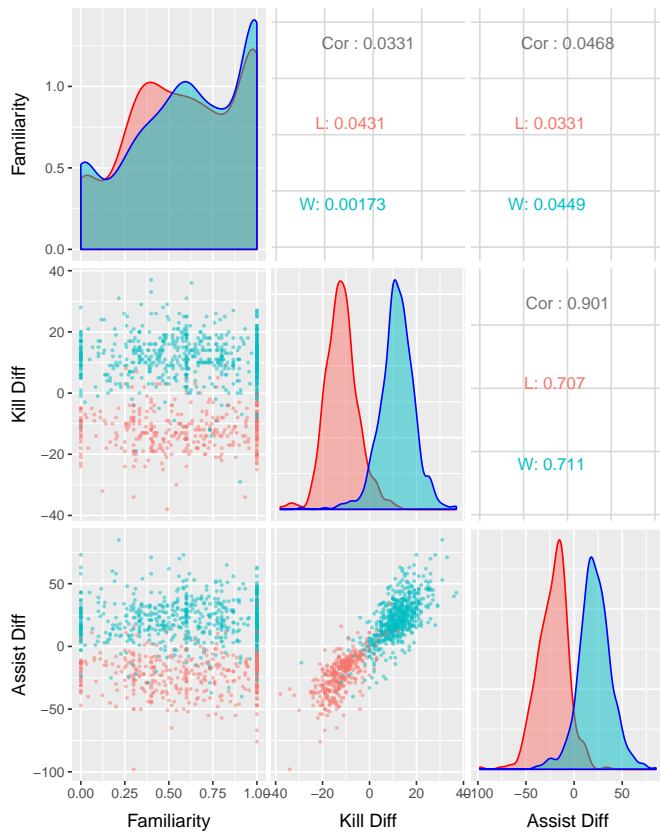 Familiarity
1.0
0.5
0.0
Cor : 0.0331
L: 0.0431
W: 0.00173
Cor : 0.0468
L: 0.0331
W: 0.0449
Kill Diff
40
20
0
−20
−40
Cor : 0.901
L: 0.707
W: 0.711
Assist Diff
50
0
−50
−100
0.00 0.25 0.50 0.75 1.00
−40 −20 0 20 40
−100 −50 0 50
Familiarity Kill Diff Assist Diff